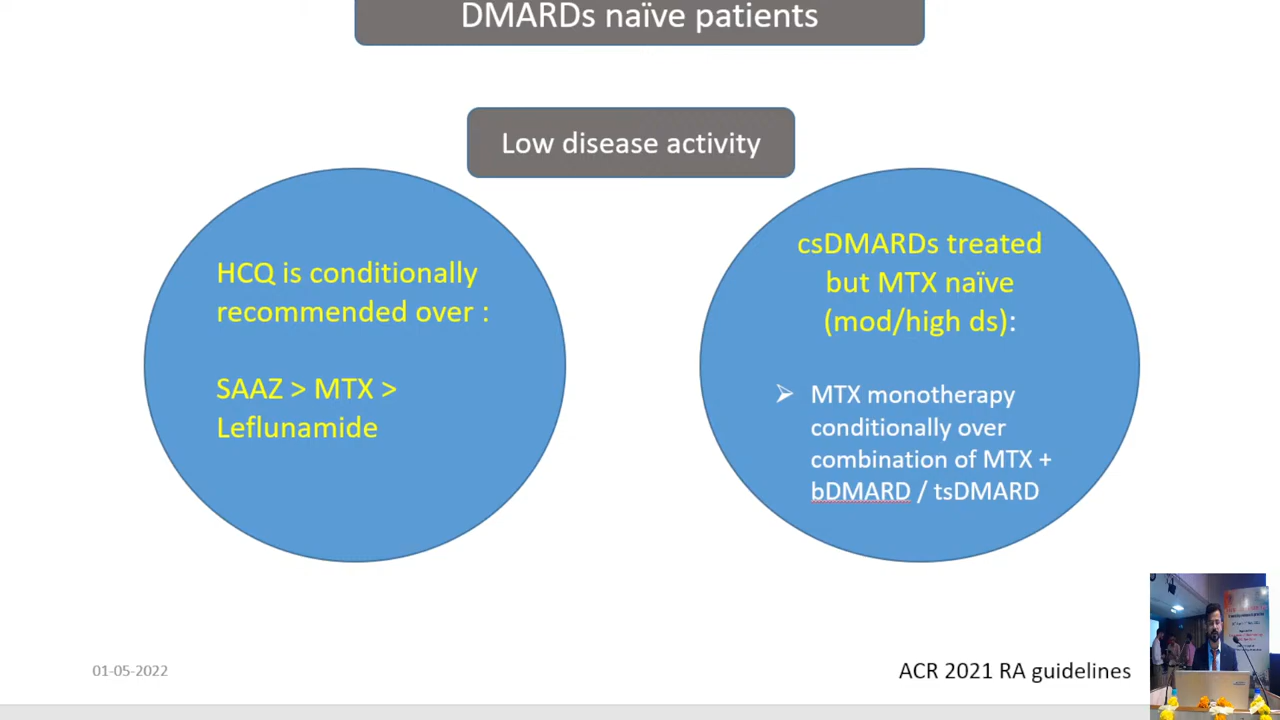 DMARDs naïve patients
Low disease activity
HCQ is conditionally
recommended over :
SAAZ > MTX >
Leflunamide
csDMARDs treated
but MTX naïve
(mod/high ds):
➢ MTX monotherapy
conditionally over
combination of MTX +
bDMARD / tsDMARD
01-05-2022
ACR 2021 RA guidelines